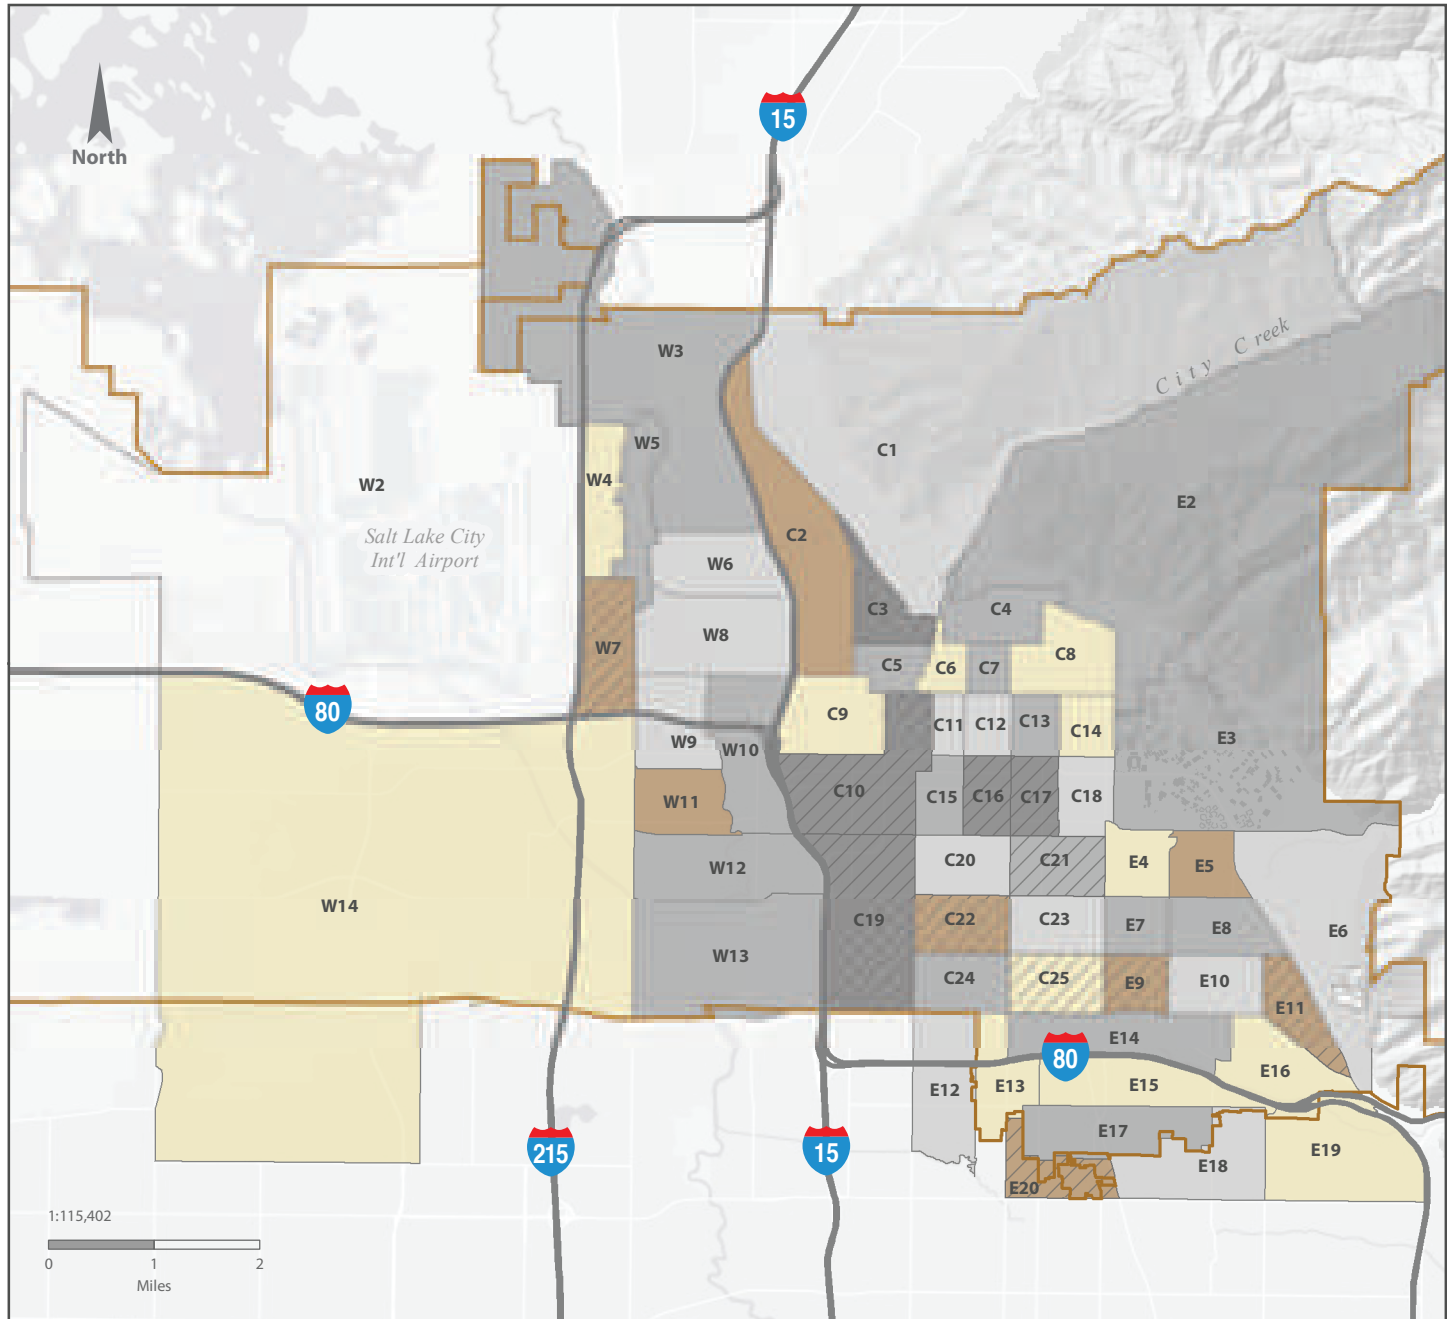 15
North
W3
City Creek
W5
C1
W4
W2
E2
Salt Lake City
Int'l Airport
C2
W6
C3
C4
W8
W7
C5
C6
C7
C8
80
C9
C11
C12
C13
C14
W9
W10
E3
W11
C10
C15
C16
C17
C18
W12
C20
C21
E4
E5
W14
C19
C22
C23
E7
E8
E6
W13
C24
C25
E9
E10
E11
E14
80
E12
E13
E15
E16
215
15
E17
E18
E19
E20
1:115,402
0 1 2
Miles